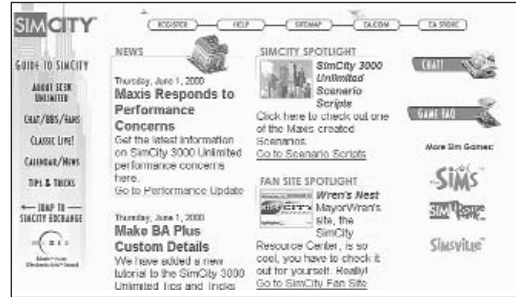 SIMCITY™
REGISTER
HELP
SITEMAP
EA.COM
EA STORE
GUIDE TO SIMCITY
ABOUT SC3K
UNLIMITED
CHAT/BBS/FANS
CLASSIC LIVE!
CALENDAR/NEWS
TIPS & TRICKS
JUMP TO
SIMCITY EXCHANGE
MAXIS
NEWS
Thursday, June 1, 2000
Maxis Responds to
Performance
Concerns
Get the latest information
on SimCity 3000 Unlimited
performance concerns
here.
Go to Performance Update
Thursday, June 1, 2000
Make BA Plus
Custom Details
We have added a new
tutorial to the SimCity 3000
Unlimited Tips and Tricks
SIMCITY SPOTLIGHT
SimCity 3000
Unlimited
Scenario
Scripts
Click here to check out one
of the Maxis created
Scenarios.
Go to Scenario Scripts
FAN SITE SPOTLIGHT
Wren's Nest
MayorWren's
site, the
SimCity
Resource Center, is so
cool, you have to check it
out for yourself. Really!
Go to SimCity Fan Site
CHAT!
GAME FAQ
More Sim Games:
THE SIMS
SIM
SIMSVILLE™